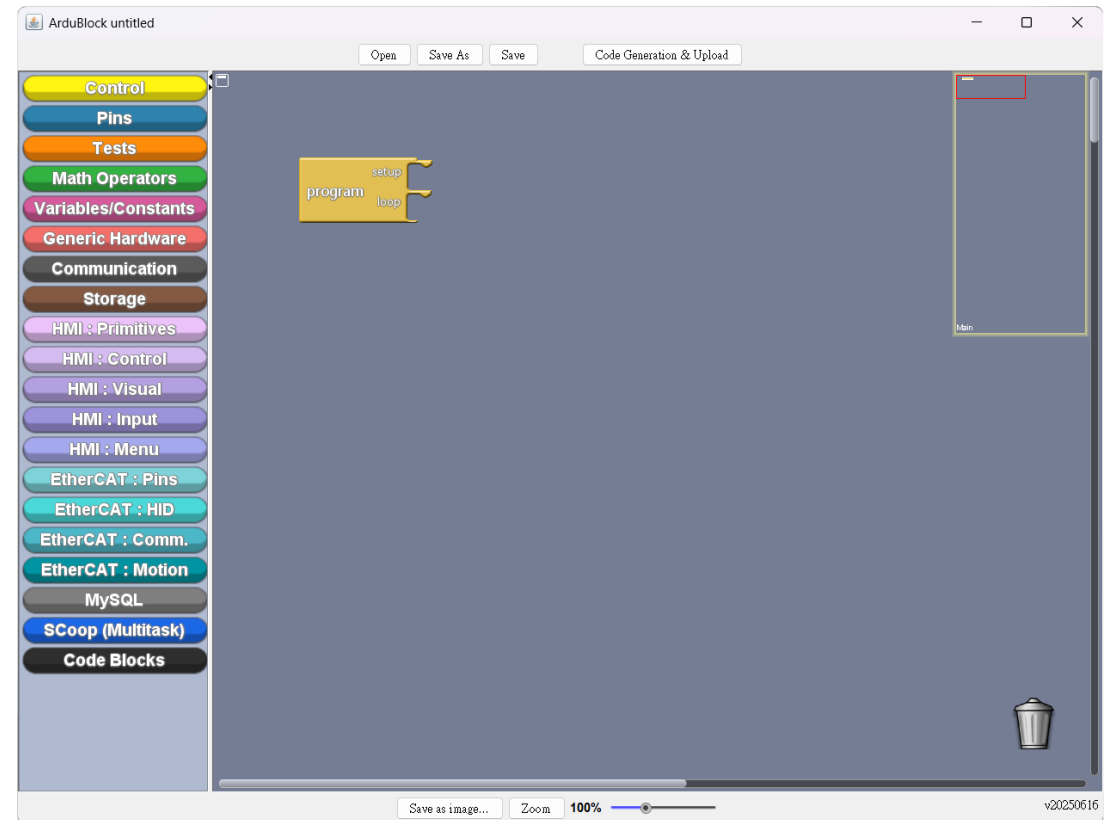 ArduBlock untitled
Open Save As Save Code Generation & Upload
Control
Pins
Tests
Math Operators
Variables/Constants
Generic Hardware
Communication
Storage
HMI : Primitives
HMI : Control
HMI : Visual
HMI : Input
HMI : Menu
EtherCAT : Pins
EtherCAT : HID
EtherCAT : Comm.
EtherCAT : Motion
MySQL
SCoop (Multitask)
Code Blocks
setup
program
loop
Main
Save as image... Zoom 100% v20250616